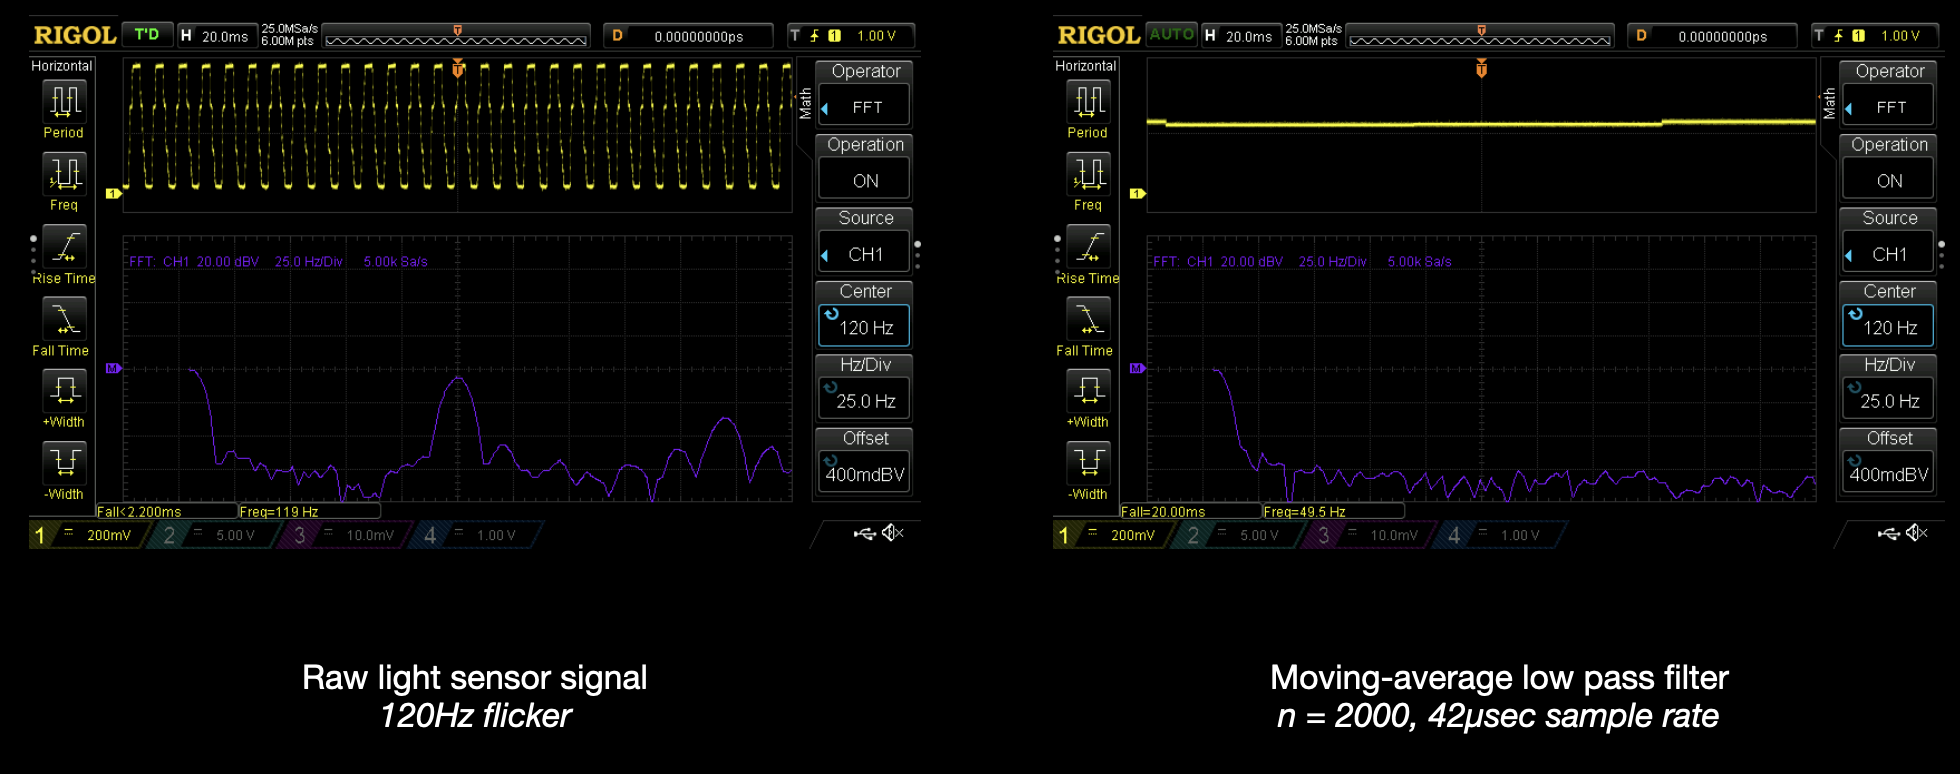 RIGOL T'D H 20.0ms 25.0MSa/s 6.00M pts D 0.00000000ps T 1 1.00 V
Horizontal
Period
Freq
Rise Time
Fall Time
+Width
-Width
T
1
FFT: CH1 20.00 dBV 25.0 Hz/Div 5.00k Sa/s
M
Fall<2.200ms Freq=119 Hz
Math
Operator
FFT
Operation
ON
Source
CH1
Center
120 Hz
Hz/Div
25.0 Hz
Offset
400mdBV
1 200mV 2 5.00 V 3 10.0mV 4 1.00 V
Raw light sensor signal
120Hz flicker
RIGOL AUTO H 20.0ms 25.0MSa/s 6.00M pts D 0.00000000ps T 1 1.00 V
Horizontal
Period
Freq
Rise Time
Fall Time
+Width
-Width
T
1
FFT: CH1 20.00 dBV 25.0 Hz/Div 5.00k Sa/s
M
Fall=20.00ms Freq=49.5 Hz
Math
Operator
FFT
Operation
ON
Source
CH1
Center
120 Hz
Hz/Div
25.0 Hz
Offset
400mdBV
1 200mV 2 5.00 V 3 10.0mV 4 1.00 V
Moving-average low pass filter
n = 2000, 42μsec sample rate